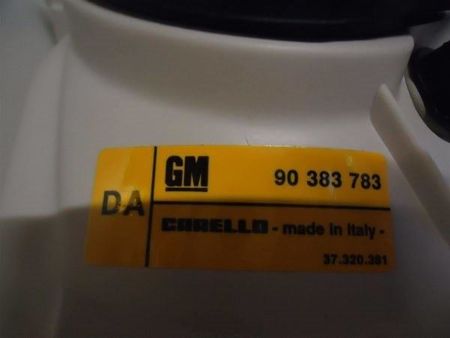 DA
GM 90 383 783
CARELLO - made in Italy -
37.320.381